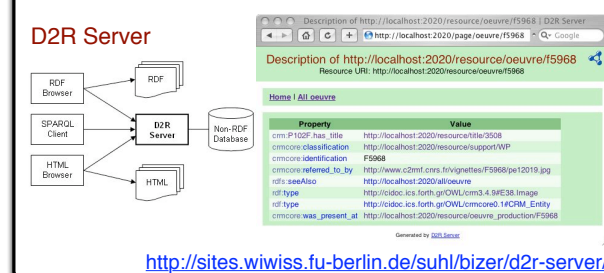 D2R Server
RDF
Browser
SPARQL
Client
HTML
Browser
RDF
D2R
Server
HTML
Non-RDF
Database
Description of http://localhost:2020/resource/oeuvre/f5968 | D2R Server
http://localhost:2020/page/oeuvre/f5968
Google
Description of http://localhost:2020/resource/oeuvre/f5968
Resource URI: http://localhost:2020/resource/oeuvre/f5968
Home | All oeuvre
Property Value
crm:P102F.has_title http://localhost:2020/resource/title/3508
crmcore:classification http://localhost:2020/resource/support/WP
crmcore:identification F5968
crmcore:referred_to_by http://www.c2rmf.cnrs.fr/vignettes/F5968/pe12019.jpg
rdfs:seeAlso http://localhost:2020/all/oeuvre
rdf:type http://cidoc.ics.forth.gr/OWL/crm3.4.9#E38.Image
rdf:type http://cidoc.ics.forth.gr/OWL/crmcore0.1#CRM_Entity
crmcore:was_present_at http://localhost:2020/resource/oeuvre_production/F5968
Generated by D2R Server
http://sites.wiwiss.fu-berlin.de/suhl/bizer/d2r-server/